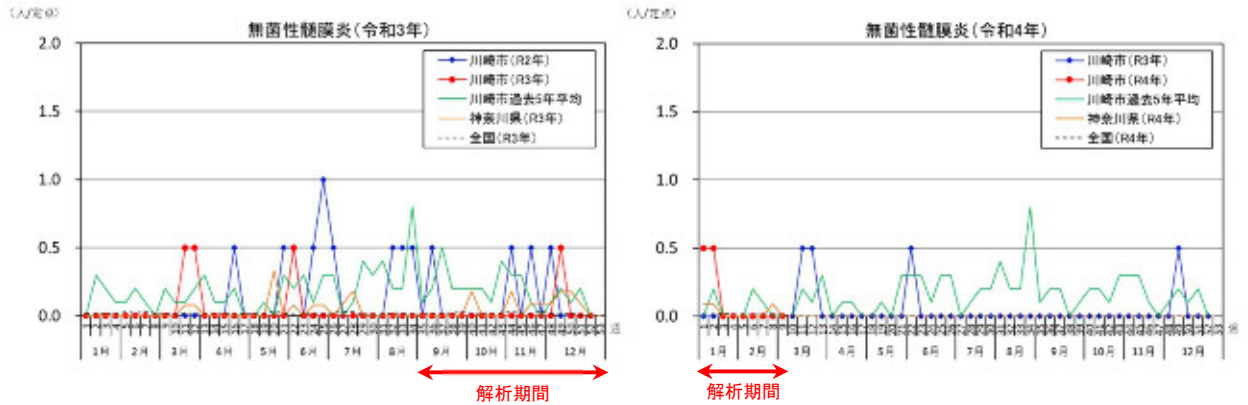 (人/定点)
無菌性髄膜炎(令和3年)
2.0
1.5
1.0
0.5
0.0
川崎市(R2年)
川崎市(R3年)
川崎市過去5年平均
神奈川県(R3年)
全国(R3年)
週
1月 2月 3月 4月 5月 6月 7月 8月 9月 10月 11月 12月
解析期間
(人/定点)
無菌性髄膜炎(令和4年)
2.0
1.5
1.0
0.5
0.0
川崎市(R3年)
川崎市(R4年)
川崎市過去5年平均
神奈川県(R4年)
全国(R4年)
週
1月 2月 3月 4月 5月 6月 7月 8月 9月 10月 11月 12月
解析期間